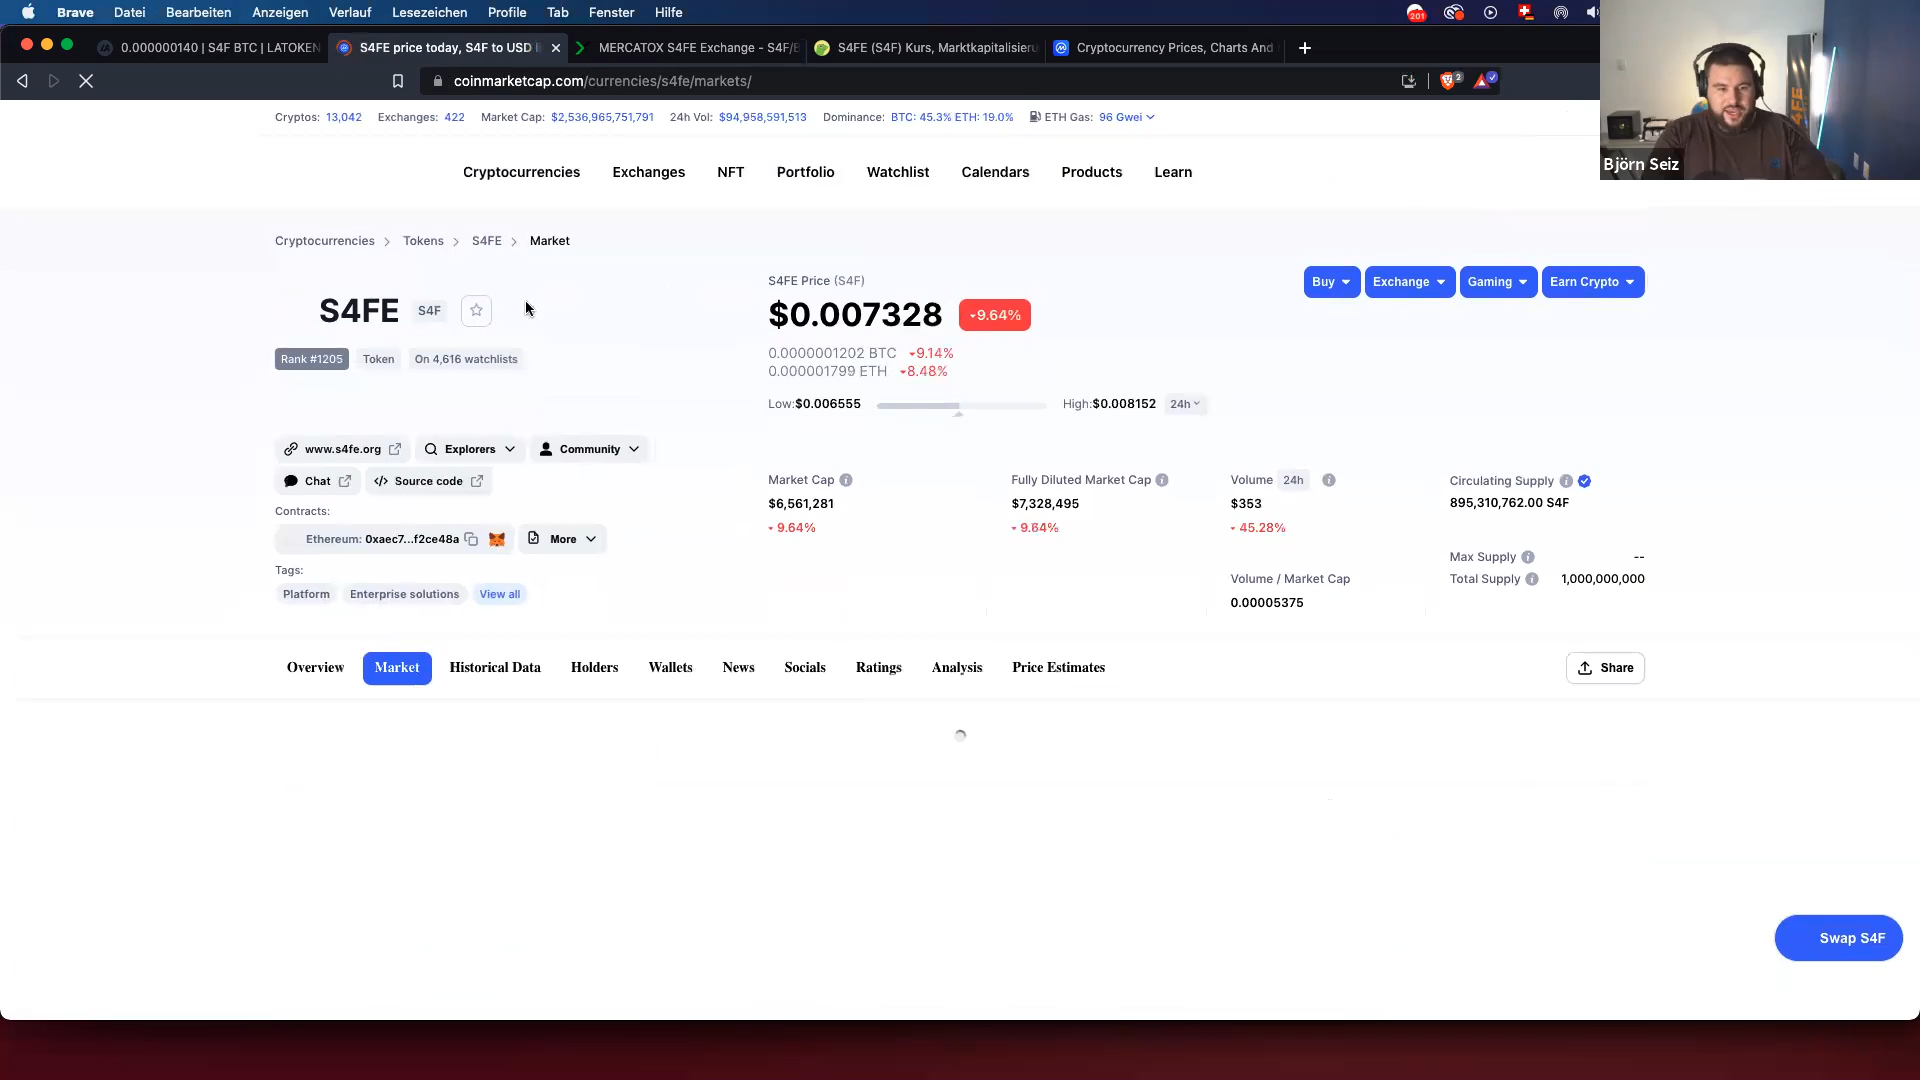 Brave Datei Bearbeiten Anzeigen Verlauf Lesezeichen Profile Tab Fenster Hilfe
201
0.000000140 | S4F BTC | LATOKEN
S4FE price today, S4F to USD li
MERCATOX S4FE Exchange - S4F/E
S4FE (S4F) Kurs, Marktkapitalisieru
Cryptocurrency Prices, Charts And
coinmarketcap.com/currencies/s4fe/markets/
2
Björn Seiz
Cryptos: 13,042 Exchanges: 422 Market Cap: $2,536,965,751,791 24h Vol: $94,958,591,513 Dominance: BTC: 45.3% ETH: 19.0% ETH Gas: 96 Gwei
Cryptocurrencies Exchanges NFT Portfolio Watchlist Calendars Products Learn
Cryptocurrencies Tokens S4FE Market
S4FE S4F
Rank #1205 Token On 4,616 watchlists
S4FE Price (S4F)
$0.007328 9.64%
0.0000001202 BTC 9.14%
0.000001799 ETH 8.48%
Low:$0.006555 High:$0.008152 24h
Buy Exchange Gaming Earn Crypto
www.s4fe.org Explorers Community
Chat Source code
Contracts:
Ethereum: 0xaec7...f2ce48a More
Tags:
Platform Enterprise solutions View all
Market Cap
$6,561,281
9.64%
Fully Diluted Market Cap
$7,328,495
9.64%
Volume 24h
$353
45.28%
Volume / Market Cap
0.00005375
Circulating Supply
895,310,762.00 S4F
Max Supply --
Total Supply 1,000,000,000
Overview Market Historical Data Holders Wallets News Socials Ratings Analysis Price Estimates
Share
Swap S4F